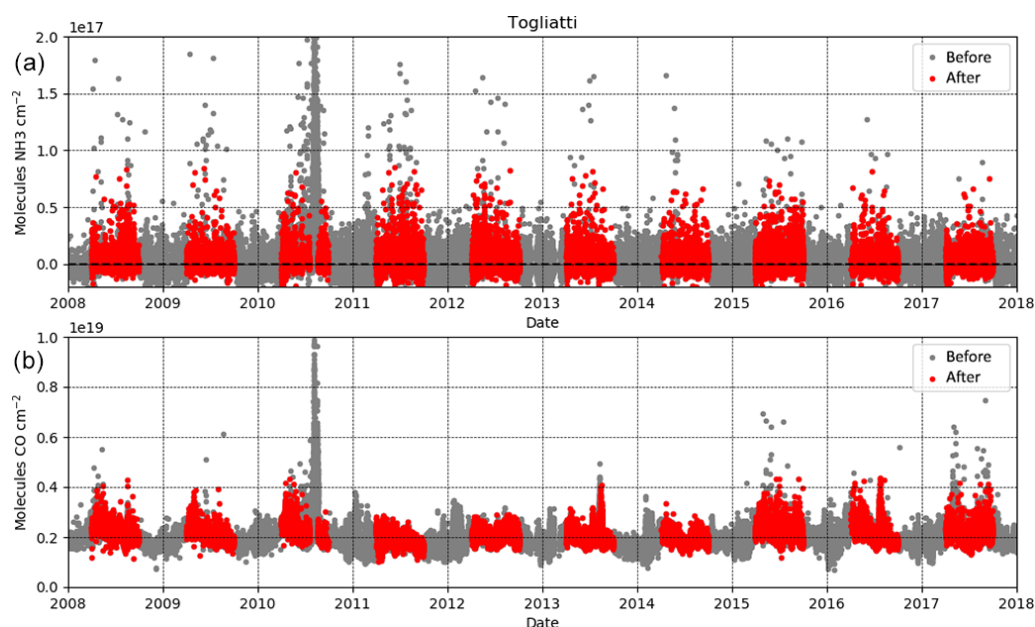 Togliatti
1e17
(a)
Molecules NH3 cm⁻²
2.0
1.5
1.0
0.5
0.0
Before
After
2008 2009 2010 2011 2012 2013 2014 2015 2016 2017 2018
Date
1e19
(b)
Molecules CO cm⁻²
1.0
0.8
0.6
0.4
0.2
0.0
Before
After
2008 2009 2010 2011 2012 2013 2014 2015 2016 2017 2018
Date